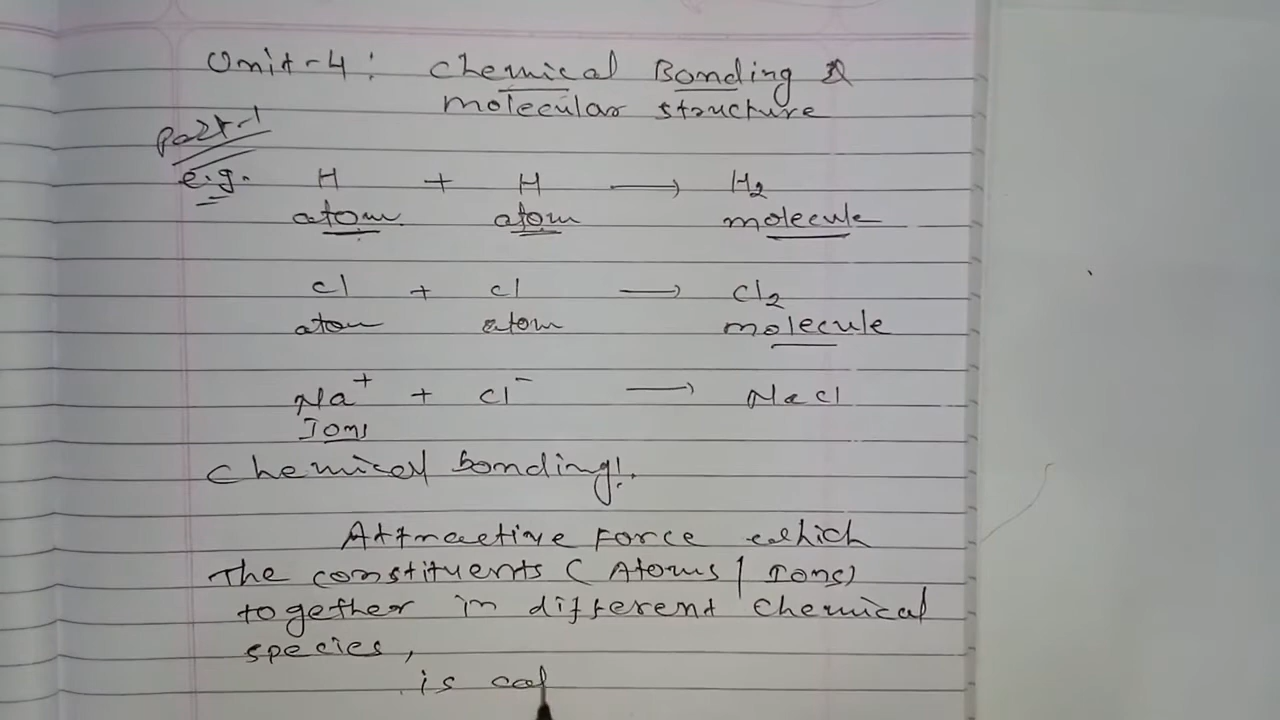 Unit-4: Chemical Bonding &
molecular structure
Part-1
e.g. H + H → H₂
atom atom molecule
Cl + Cl → Cl₂
atom atom molecule
Na⁺ + Cl⁻ → NaCl
Ions
Chemical bonding:-
Attractive Force which
The constituents (Atoms / Ions)
together in different chemical
species,
is cal